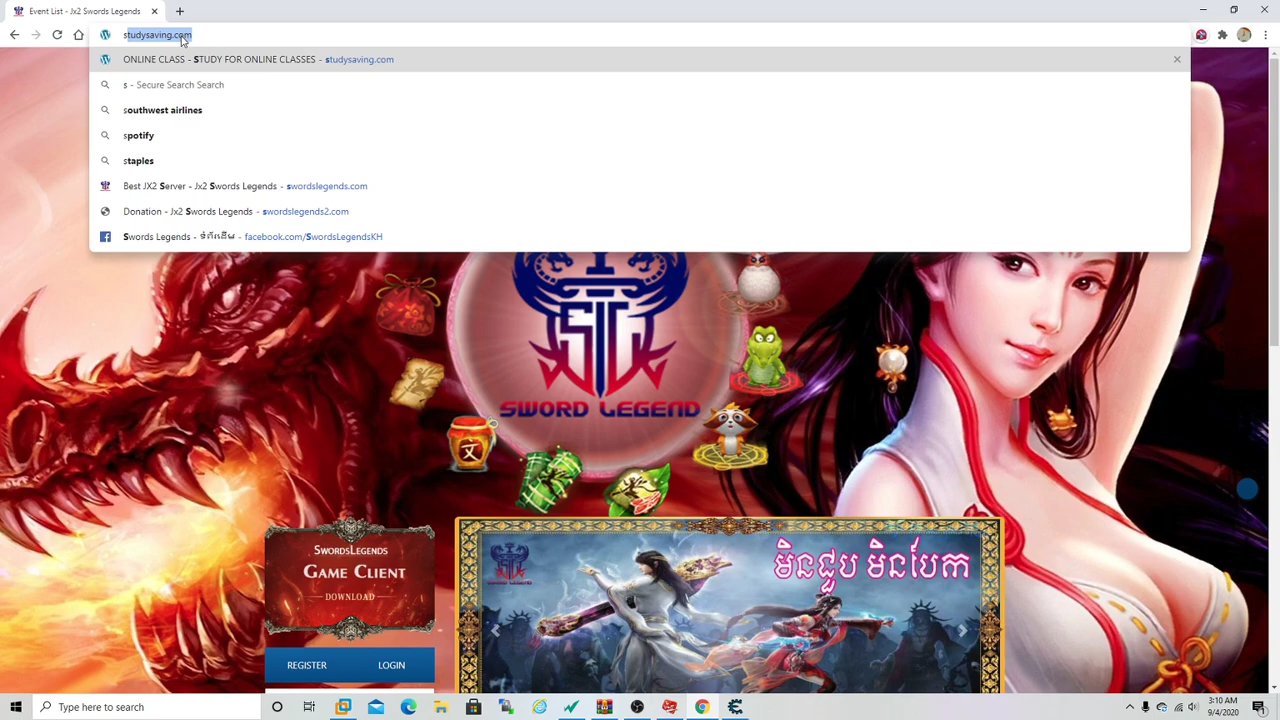 Event List - Jx2 Swords Legends
studysaving.com
ONLINE CLASS - STUDY FOR ONLINE CLASSES - studysaving.com
s - Secure Search Search
southwest airlines
spotify
staples
Best JX2 Server - Jx2 Swords Legends - swordslegends.com
Donation - Jx2 Swords Legends - swordslegends2.com
Swords Legends - ទំព័រដើម - facebook.com/SwordsLegendsKH
SWORD LEGEND
文
SWORDSLEGENDS
GAME CLIENT
DOWNLOAD
មិនជួប មិនបែក
REGISTER
LOGIN
Type here to search
3:10 AM
9/4/2020